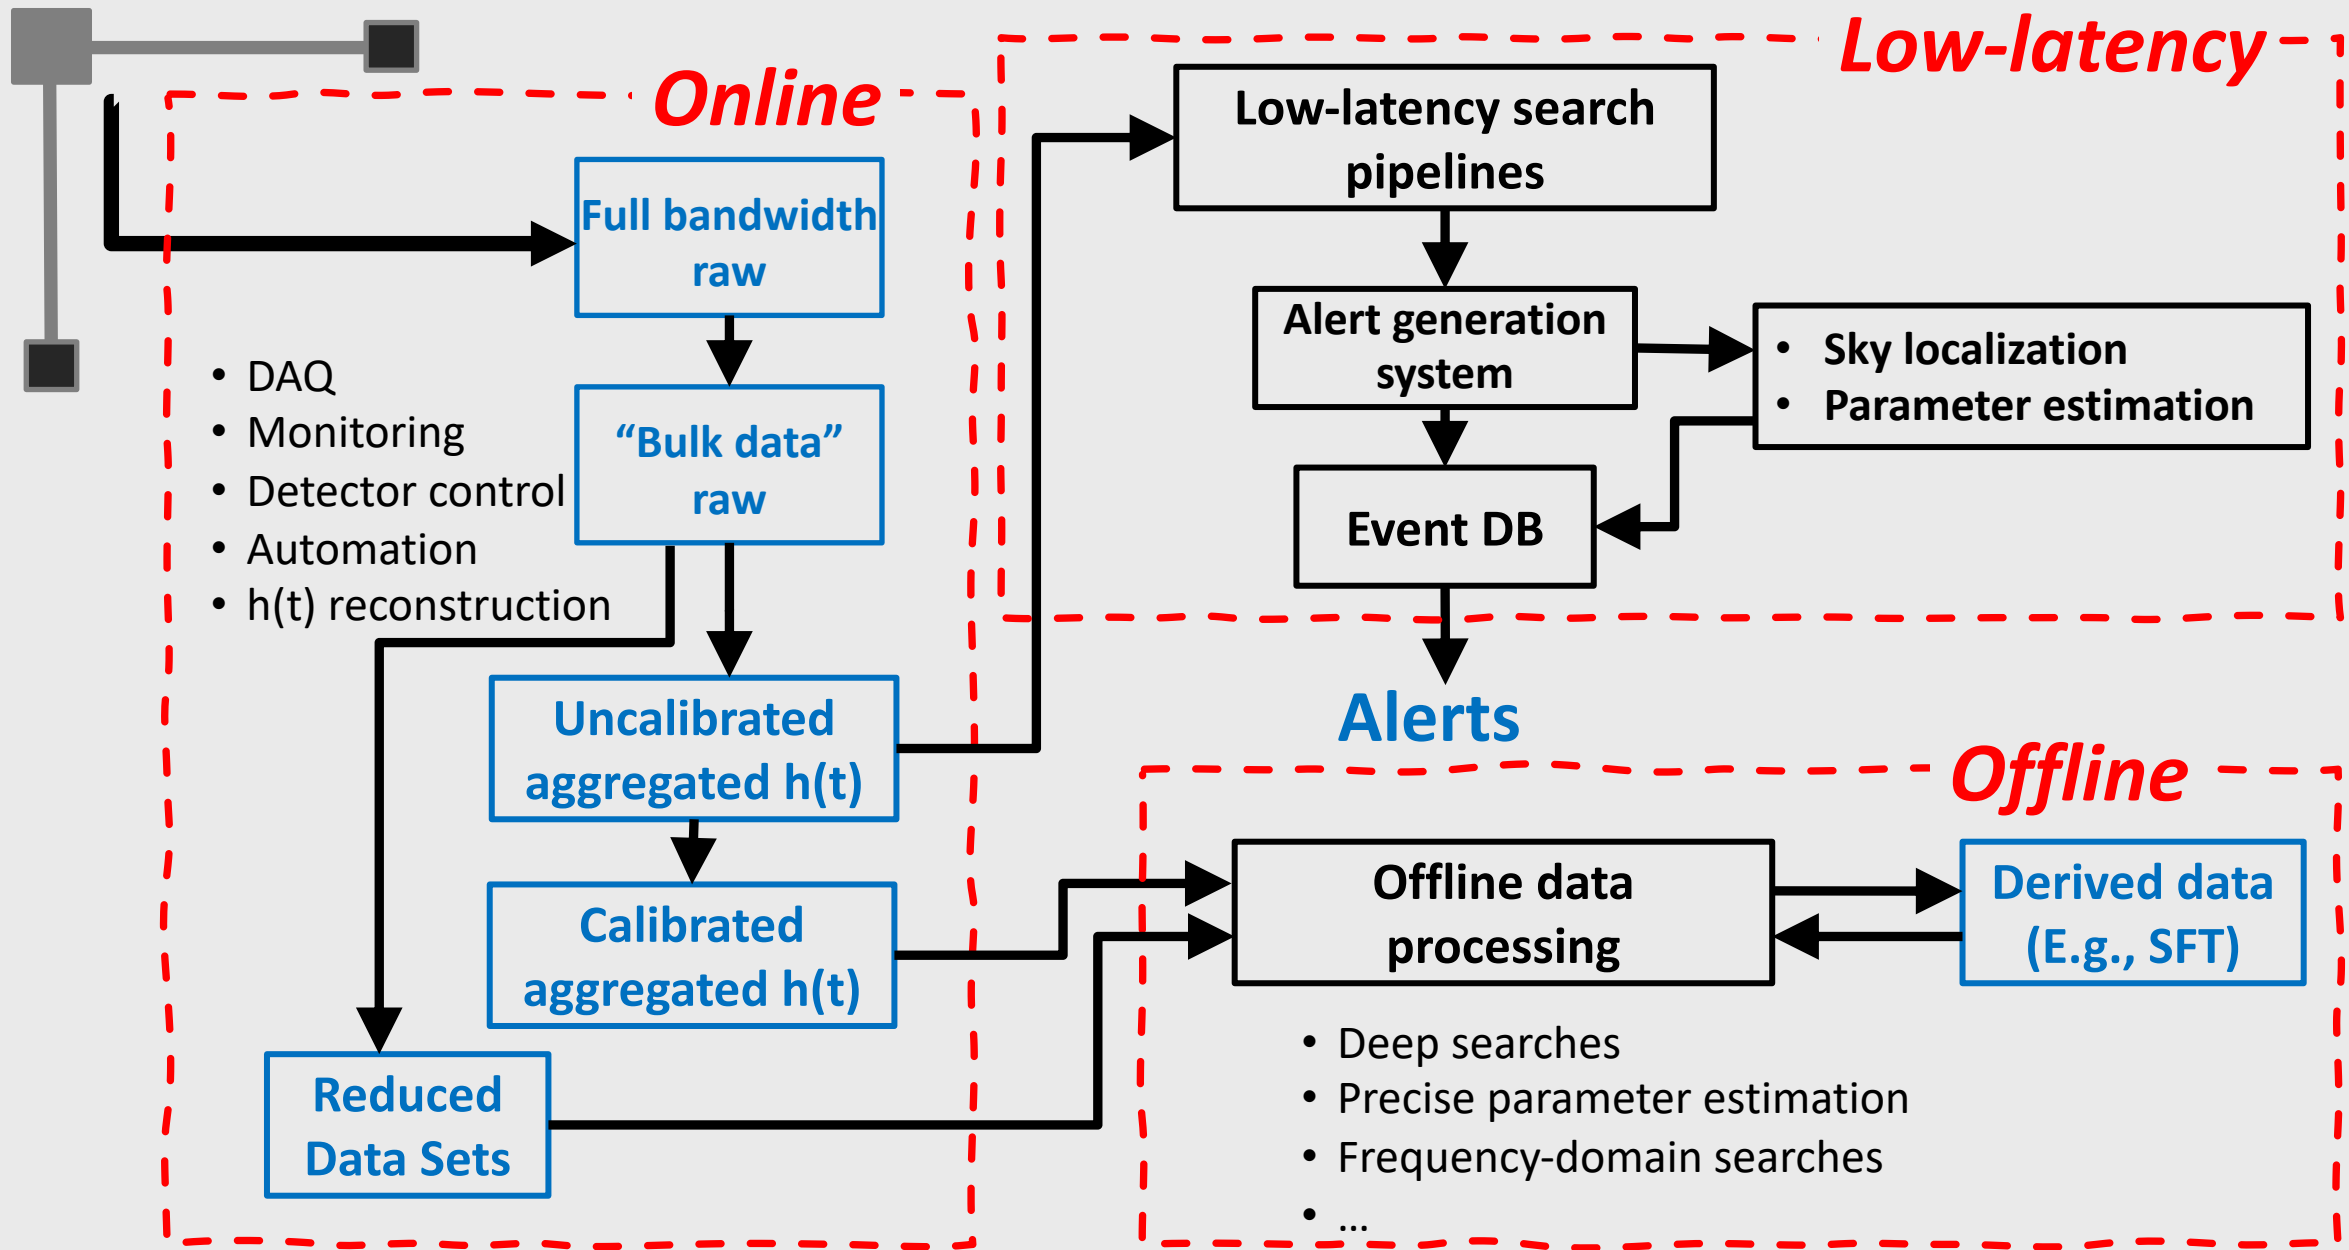 Online
Full bandwidth
raw
• DAQ
• Monitoring
• Detector control
• Automation
• h(t) reconstruction
“Bulk data”
raw
Uncalibrated
aggregated h(t)
Calibrated
aggregated h(t)
Reduced
Data Sets
Low-latency
Low-latency search
pipelines
Alert generation
system
• Sky localization
• Parameter estimation
Event DB
Alerts
Offline
Offline data
processing
Derived data
(E.g., SFT)
• Deep searches
• Precise parameter estimation
• Frequency-domain searches
• ...